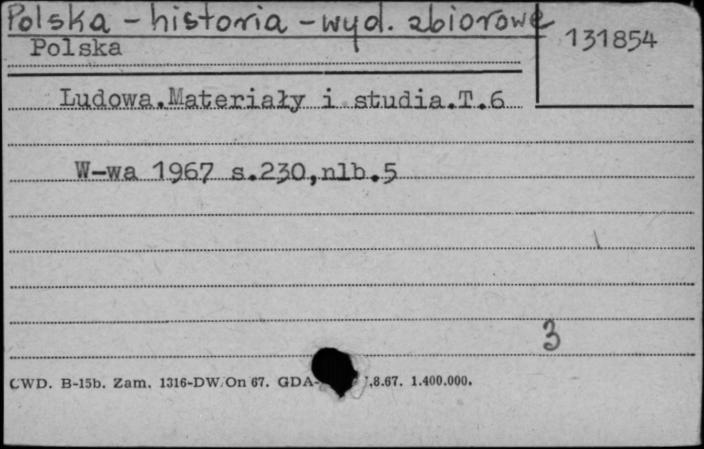 Polska - historia - wyd. zbiorowe
131854
Polska
Ludowa.Materiały i studia.T.6
W-wa 1967 s.230,nlb.5
3
CWD. B-15b. Zam. 1316-DW/On 67. GDA- .8.67. 1.400.000.